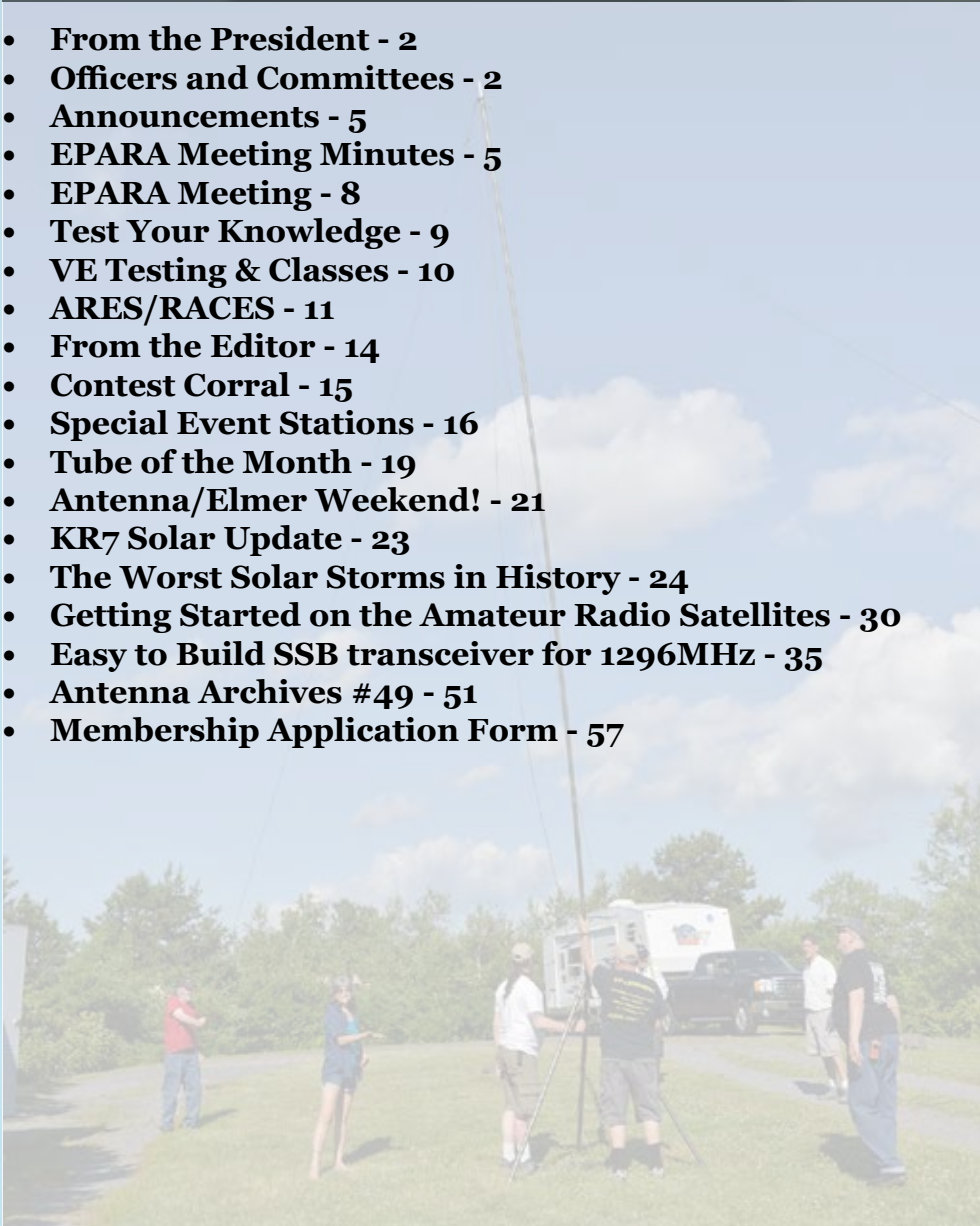 • From the President - 2
• Officers and Committees - 2
• Announcements - 5
• EPARA Meeting Minutes - 5
• EPARA Meeting - 8
• Test Your Knowledge - 9
• VE Testing & Classes - 10
• ARES/RACES - 11
• From the Editor - 14
• Contest Corral - 15
• Special Event Stations - 16
• Tube of the Month - 19
• Antenna/Elmer Weekend! - 21
• KR7 Solar Update - 23
• The Worst Solar Storms in History - 24
• Getting Started on the Amateur Radio Satellites - 30
• Easy to Build SSB transceiver for 1296MHz - 35
• Antenna Archives #49 - 51
• Membership Application Form - 57